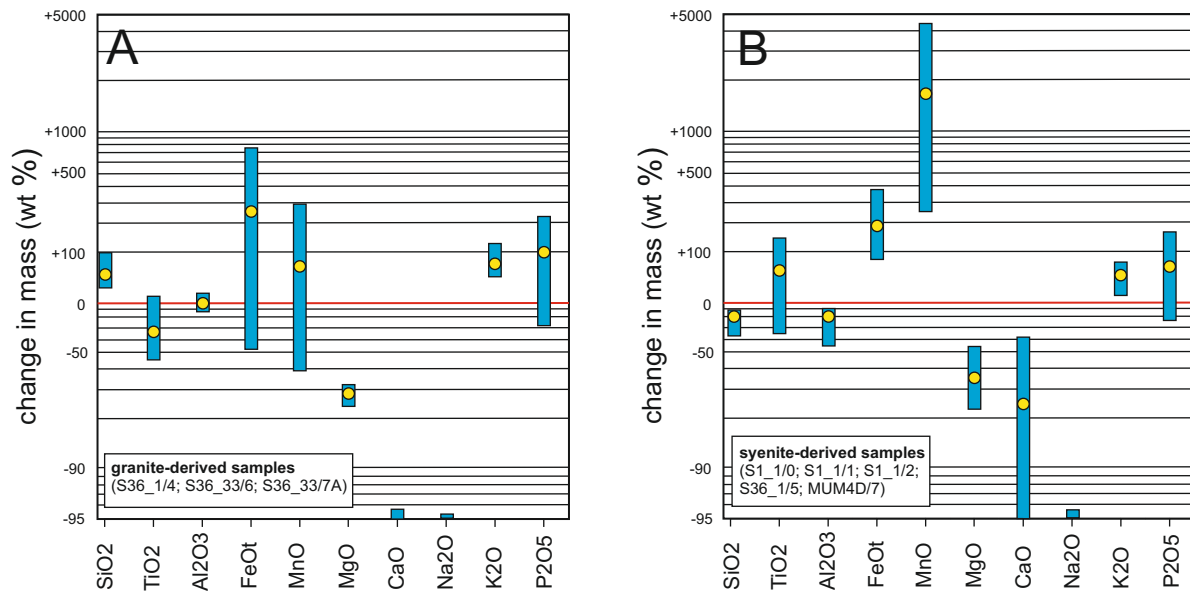 A
change in mass (wt %)
+5000
+1000
+500
+100
0
-50
-90
-95
granite-derived samples
(S36_1/4; S36_33/6; S36_33/7A)
SiO2
TiO2
Al2O3
FeOt
MnO
MgO
CaO
Na2O
K2O
P2O5
B
change in mass (wt %)
+5000
+1000
+500
+100
0
-50
-90
-95
syenite-derived samples
(S1_1/0; S1_1/1; S1_1/2;
S36_1/5; MUM4D/7)
SiO2
TiO2
Al2O3
FeOt
MnO
MgO
CaO
Na2O
K2O
P2O5